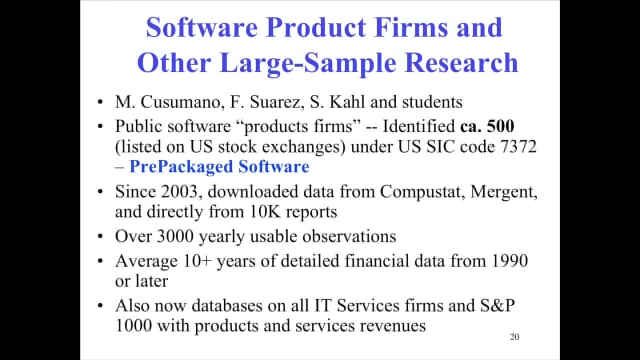 Software Product Firms and
Other Large-Sample Research
• M. Cusumano, F. Suarez, S. Kahl and students
• Public software “products firms” -- Identified ca. 500
(listed on US stock exchanges) under US SIC code 7372
– PrePackaged Software
• Since 2003, downloaded data from Compustat, Mergent,
and directly from 10K reports
• Over 3000 yearly usable observations
• Average 10+ years of detailed financial data from 1990
or later
• Also now databases on all IT Services firms and S&P
1000 with products and services revenues
20